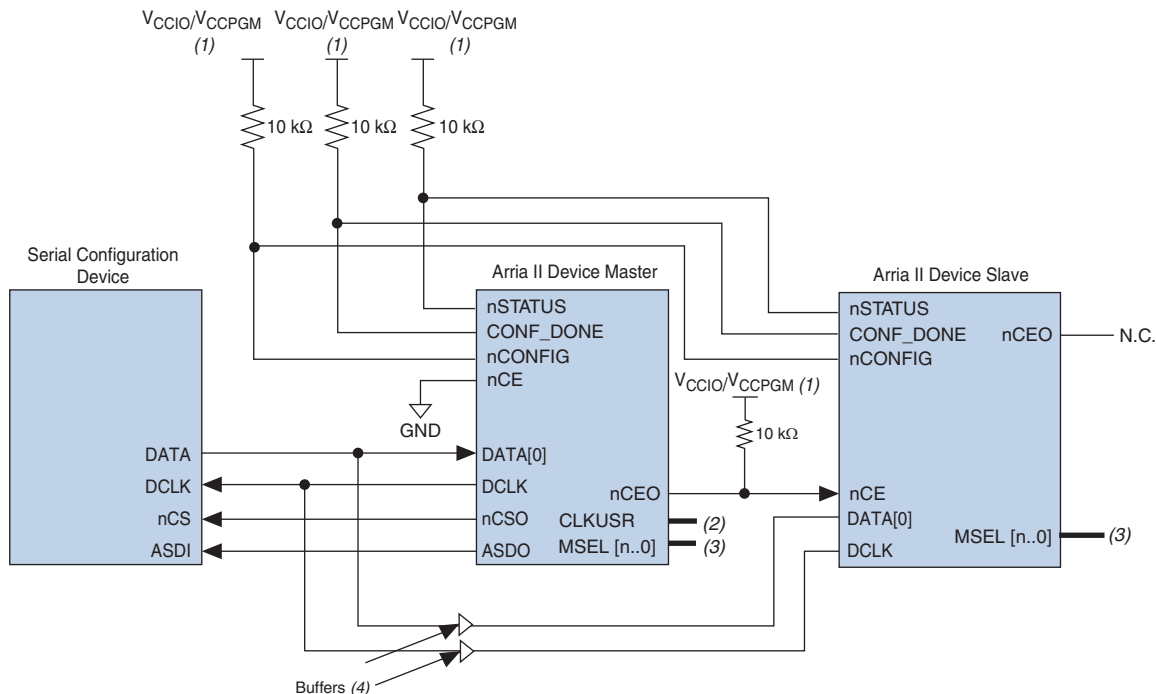 VCCIO/VCCPGM VCCIO/VCCPGM VCCIO/VCCPGM
(1) (1) (1)
10 kΩ 10 kΩ 10 kΩ
Serial Configuration
Device
DATA
DCLK
nCS
ASDI
Arria II Device Master
nSTATUS
CONF_DONE
nCONFIG
nCE
GND
DATA[0]
DCLK
nCSO
ASDO
nCEO
CLKUSR (2)
MSEL [n..0] (3)
VCCIO/VCCPGM (1)
10 kΩ
Arria II Device Slave
nSTATUS
CONF_DONE
nCONFIG
nCEO N.C.
nCE
DATA[0]
DCLK
MSEL [n..0] (3)
Buffers (4)